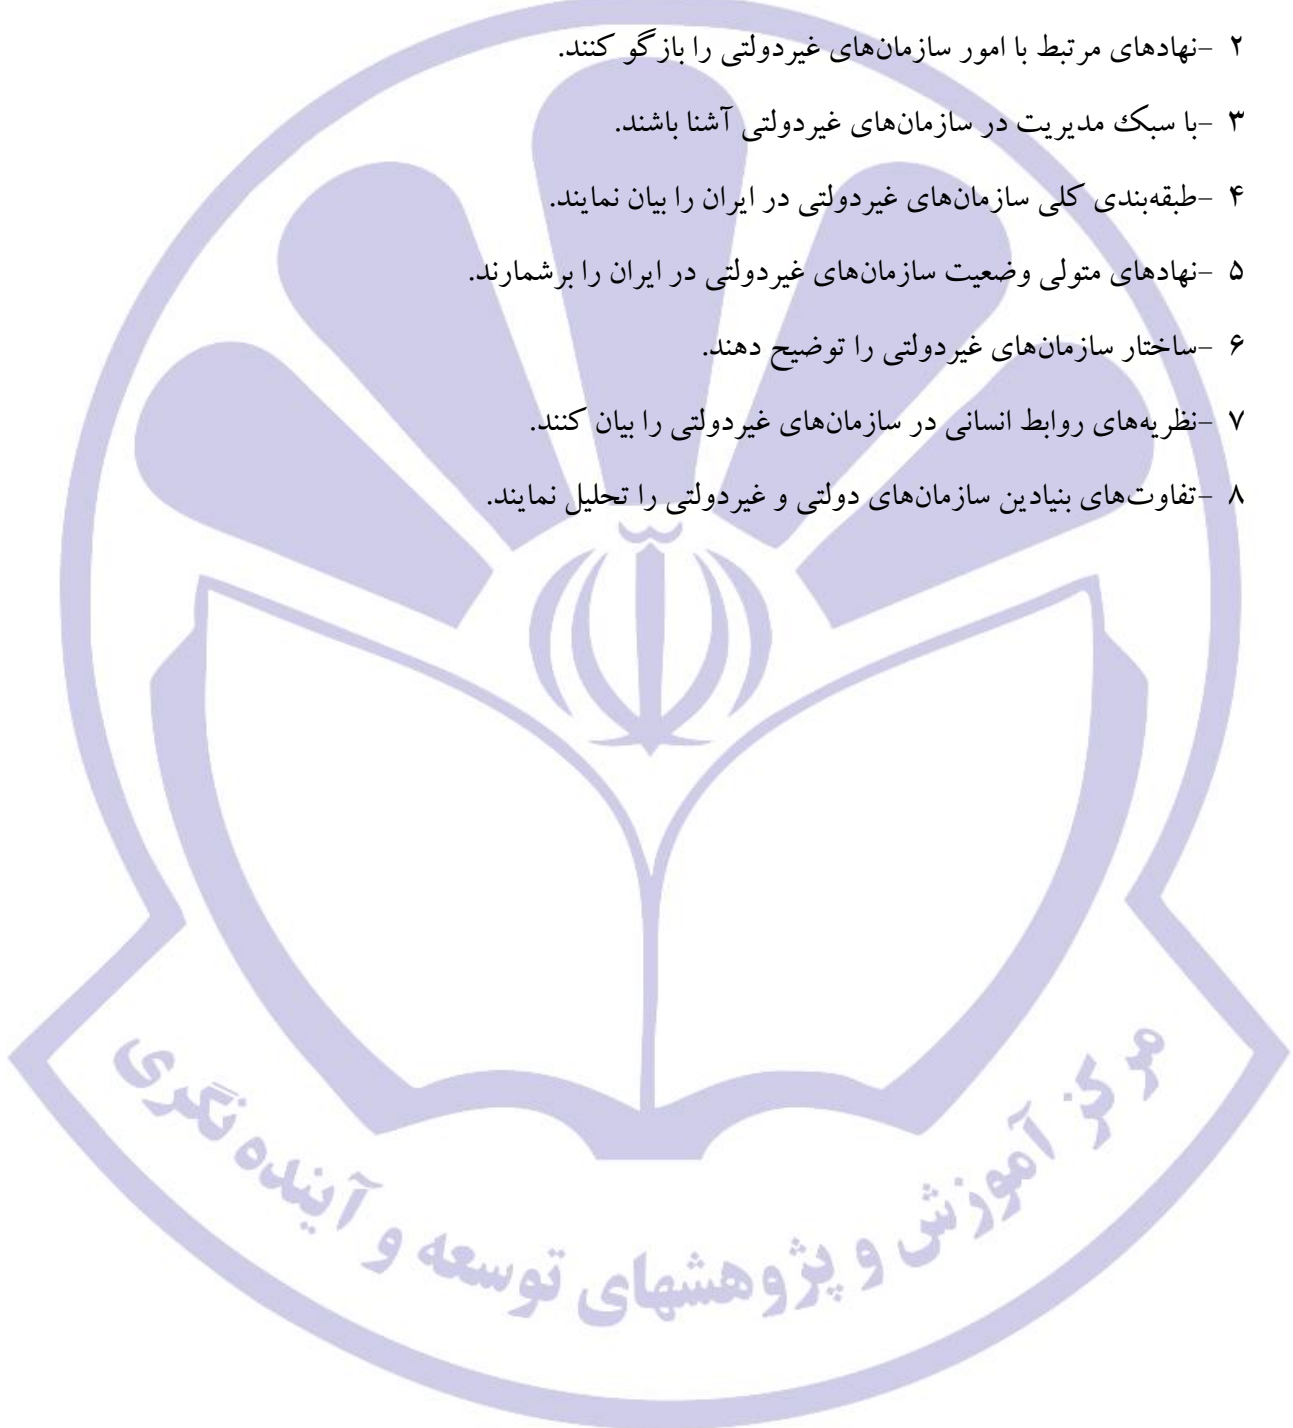 ۲ -نهادهای مرتبط با امور سازمان‌های غیردولتی را بازگو کنند.
۳ -با سبک مدیریت در سازمان‌های غیردولتی آشنا باشند.
۴ -طبقه‌بندی کلی سازمان‌های غیردولتی در ایران را بیان نمایند.
۵ -نهادهای متولی وضعیت سازمان‌های غیردولتی در ایران را برشمارند.
۶ -ساختار سازمان‌های غیردولتی را توضیح دهند.
۷ -نظریه‌های روابط انسانی در سازمان‌های غیردولتی را بیان کنند.
۸ -تفاوت‌های بنیادین سازمان‌های دولتی و غیردولتی را تحلیل نمایند.
مرکز آموزش و پژوهشهای توسعه و آینده نگری